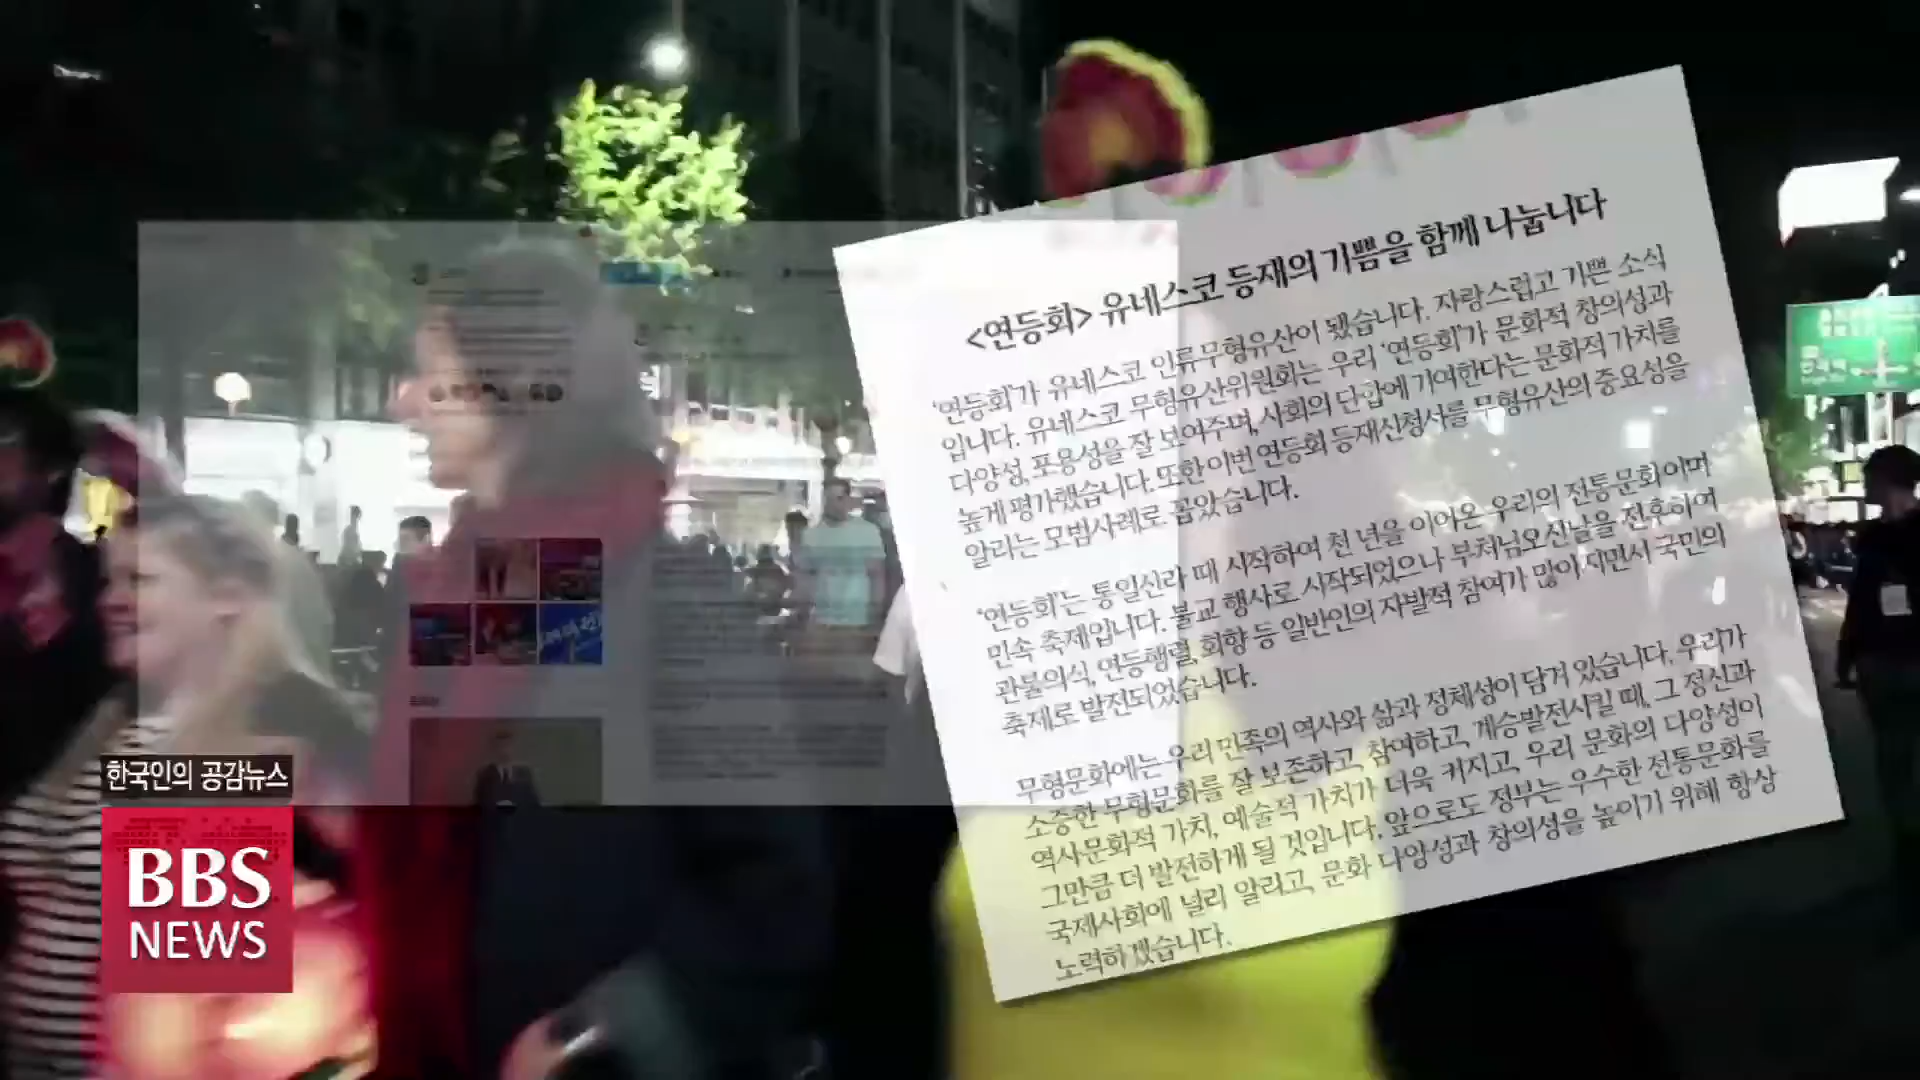 <연등회> 유네스코 등재의 기쁨을 함께 나눕니다
'연등회'가 유네스코 인류무형유산이 됐습니다. 자랑스럽고 기쁜 소식
입니다. 유네스코 무형유산위원회는 우리 '연등회'가 문화적 창의성과
다양성, 포용성을 잘 보여주며, 사회의 단합에 기여한다는 문화적 가치를
높게 평가했습니다. 또한 이번 연등회 등재신청서를 무형유산의 중요성을
알리는 모범사례로 꼽았습니다.
'연등회'는 통일신라 때 시작하여 천 년을 이어온 우리의 전통문화이며
민속 축제입니다. 불교 행사로 시작되었으나 부처님오신날을 전후하여
관불의식, 연등행렬, 회향 등 일반인의 자발적 참여가 많이 되면서 국민의
축제로 발전되었습니다.
무형문화에는 우리 민족의 역사와 삶과 정체성이 담겨 있습니다. 우리가
소중한 무형문화를 잘 보존하고, 참여하고, 계승발전시킬 때, 그 정신과
역사문화적 가치, 예술적 가치가 더욱 커지고, 우리 문화의 다양성이
그만큼 더 발전하게 될 것입니다. 앞으로도 정부는 우수한 전통문화를
국제사회에 널리 알리고, 문화 다양성과 창의성을 높이기 위해 항상
노력하겠습니다.
한국인의 공감뉴스
BBS
NEWS